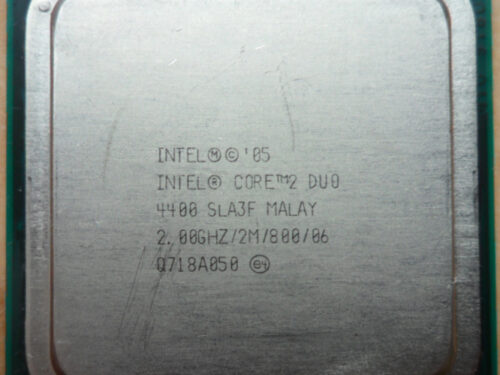 INTEL Ⓜ © '05
INTEL® CORE™2 DUO
4400 SLA3F MALAY
2.00GHZ/2M/800/06
Q718A050 e4